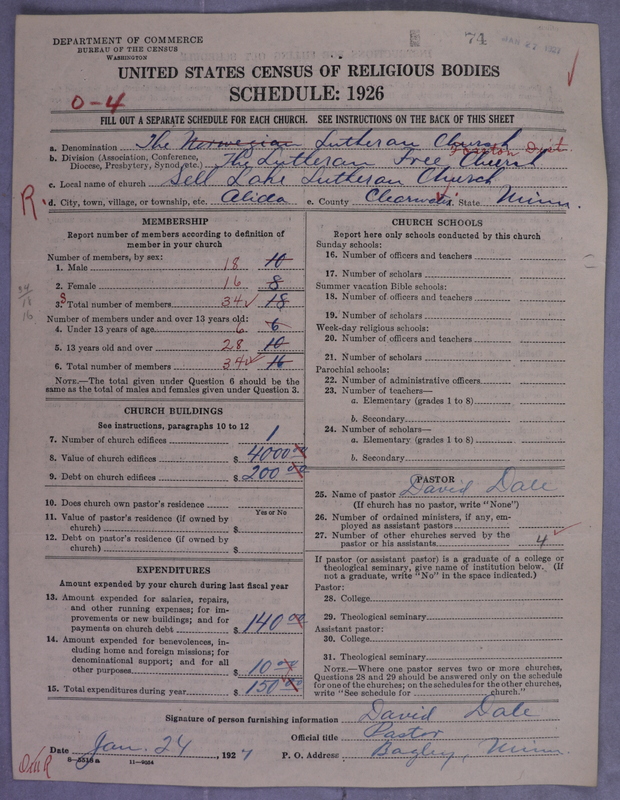 DEPARTMENT OF COMMERCE
BUREAU OF THE CENSUS
WASHINGTON
74
JAN 27 1927
UNITED STATES CENSUS OF RELIGIOUS BODIES
SCHEDULE: 1926
0-4
FILL OUT A SEPARATE SCHEDULE FOR EACH CHURCH. SEE INSTRUCTIONS ON THE BACK OF THIS SHEET
a. Denomination The Norwegian Lutheran Church
b. Division (Association, Conference, Diocese, Presbytery, Synod, etc.) The Lutheran Free Church Dist.
c. Local name of church Sell Lake Lutheran Church
R d. City, town, village, or township, etc. Alida e. County Clearwater State Minn.
MEMBERSHIP
Report number of members according to definition of member in your church
Number of members, by sex:
1. Male 18 10
2. Female 16 8
3. Total number of members 34 18
Number of members under and over 13 years old:
4. Under 13 years of age 6 6
5. 13 years old and over 28 10
6. Total number of members 34 16
NOTE.—The total given under Question 6 should be the same as the total of males and females given under Question 3.
34
18
16
CHURCH BUILDINGS
See instructions, paragraphs 10 to 12
7. Number of church edifices 1
8. Value of church edifices $ 4000 00
9. Debt on church edifices $ 200 00
10. Does church own pastor's residence
Yes or No
11. Value of pastor's residence (if owned by church) $
12. Debt on pastor's residence (if owned by church) $
EXPENDITURES
Amount expended by your church during last fiscal year
13. Amount expended for salaries, repairs, and other running expenses; for improvements or new buildings; and for payments on church debt $ 140 00
14. Amount expended for benevolences, including home and foreign missions; for denominational support; and for all other purposes $ 10 00
15. Total expenditures during year $ 150 00
CHURCH SCHOOLS
Report here only schools conducted by this church
Sunday schools:
16. Number of officers and teachers
17. Number of scholars
Summer vacation Bible schools:
18. Number of officers and teachers
19. Number of scholars
Week-day religious schools:
20. Number of officers and teachers
21. Number of scholars
Parochial schools:
22. Number of administrative officers
23. Number of teachers—
a. Elementary (grades 1 to 8)
b. Secondary
24. Number of scholars—
a. Elementary (grades 1 to 8)
b. Secondary
PASTOR
25. Name of pastor David Dale
(If church has no pastor, write "None")
26. Number of ordained ministers, if any, employed as assistant pastors
27. Number of other churches served by the pastor or his assistants 4
If pastor (or assistant pastor) is a graduate of a college or theological seminary, give name of institution below. (If not a graduate, write "No" in the space indicated.)
Pastor:
28. College
29. Theological seminary
Assistant pastor:
30. College
31. Theological seminary
NOTE.—Where one pastor serves two or more churches, Questions 28 and 29 should be answered only on the schedule for one of the churches; on the schedules for the other churches, write "See schedule for church."
Signature of person furnishing information David Dale
Official title Pastor
Date Jan. 24, 1927 P. O. Address Bagley, Minn.
8-5518a 11-9054